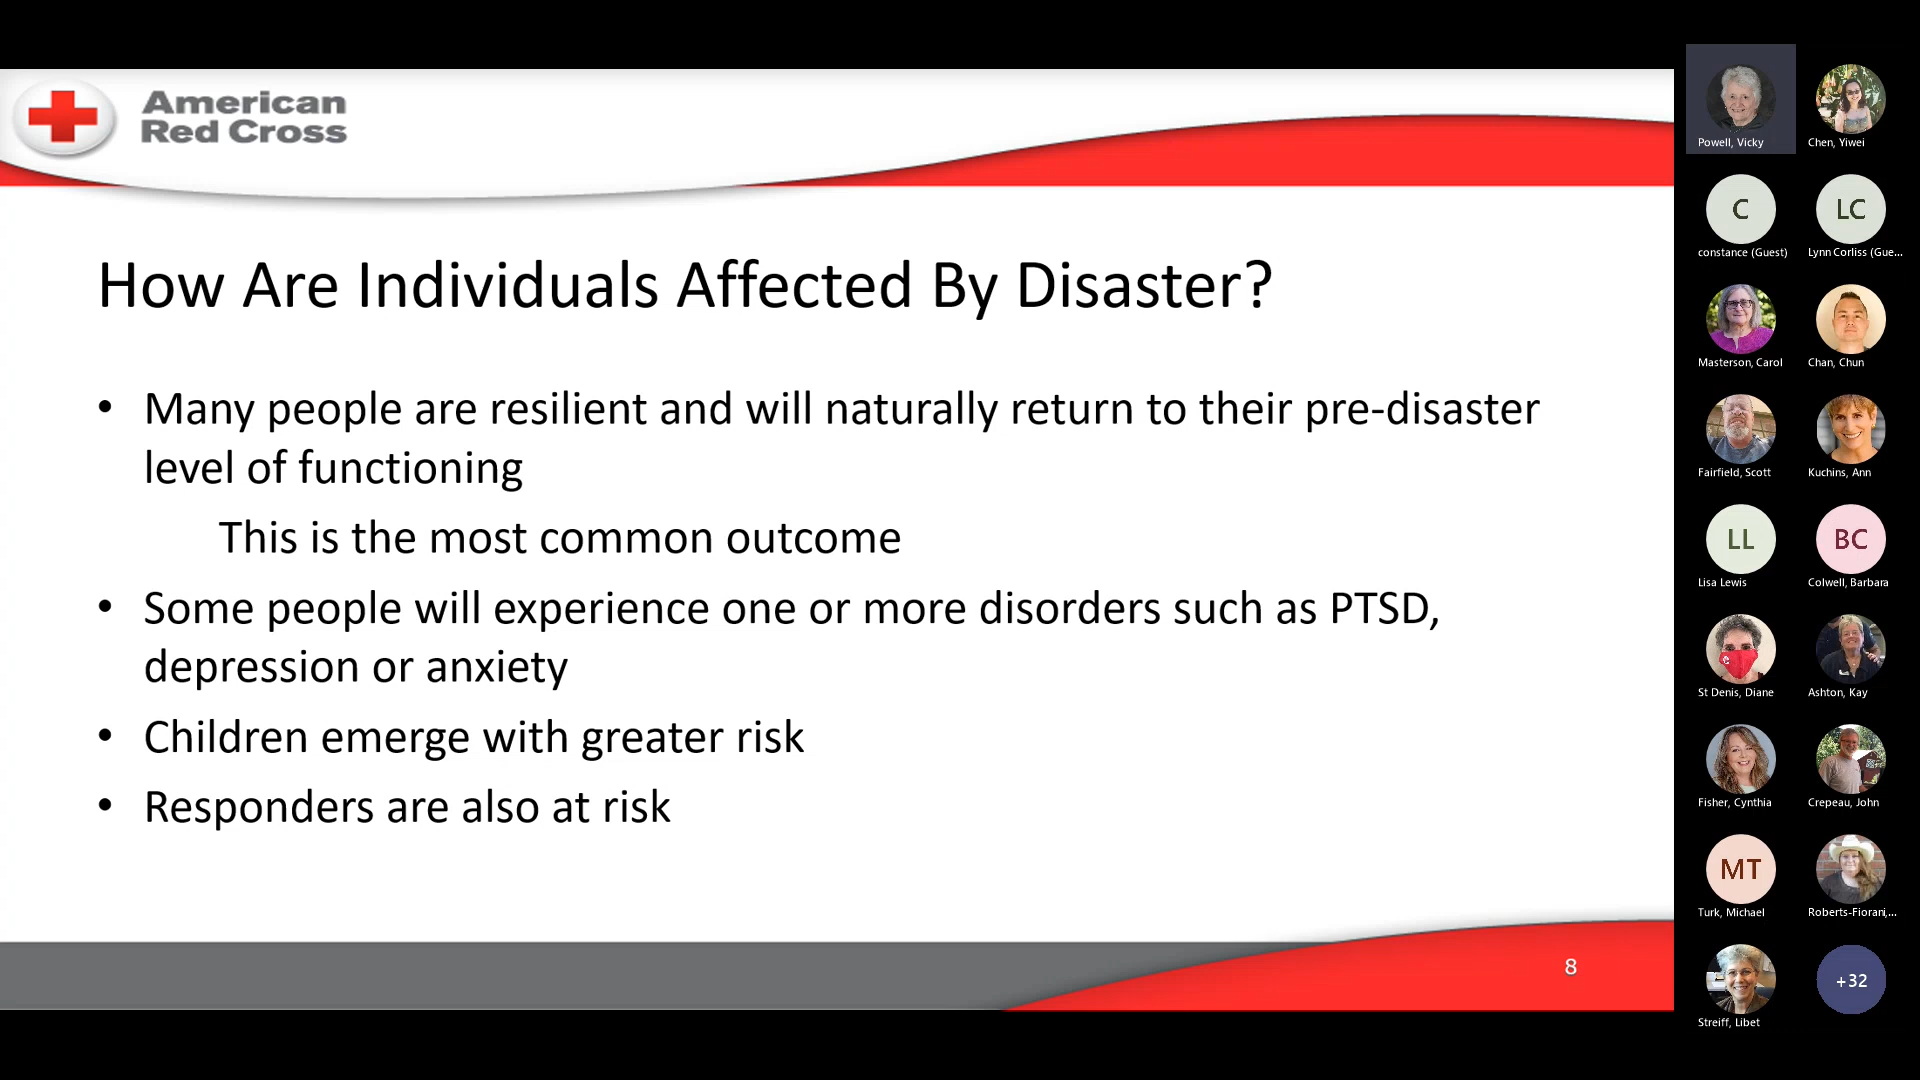 American
Red Cross
How Are Individuals Affected By Disaster?
• Many people are resilient and will naturally return to their pre-disaster
level of functioning
This is the most common outcome
• Some people will experience one or more disorders such as PTSD,
depression or anxiety
• Children emerge with greater risk
• Responders are also at risk
8
Powell, Vicky
Chen, Yiwei
C
LC
constance (Guest)
Lynn Corliss (Gue...
Masterson, Carol
Chan, Chun
Fairfield, Scott
Kuchins, Ann
LL
BC
Lisa Lewis
Colwell, Barbara
St Denis, Diane
Ashton, Kay
Fisher, Cynthia
Crepeau, John
MT
Turk, Michael
Roberts-Fiorani,...
+32
Streiff, Libet